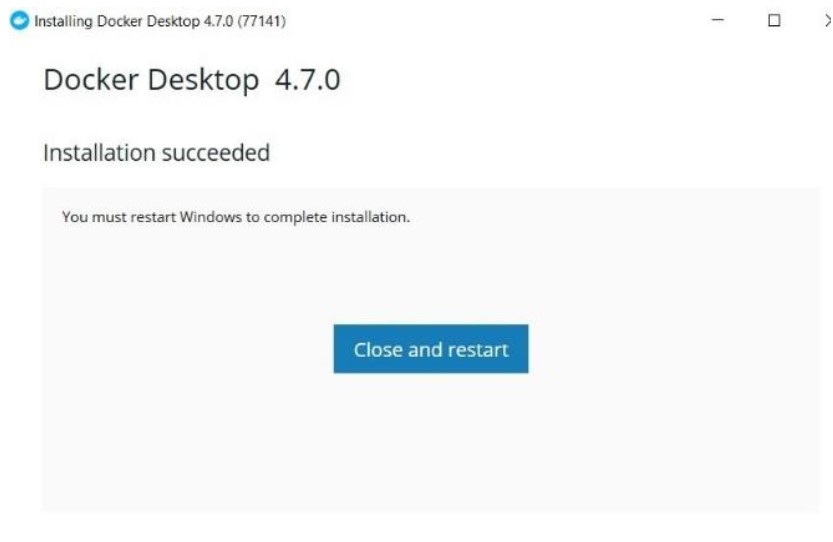 Installing Docker Desktop 4.7.0 (77141)
Docker Desktop 4.7.0
Installation succeeded
You must restart Windows to complete installation.
Close and restart